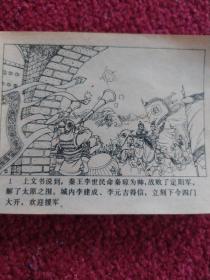 1 上文书说到，秦王李世民命秦琼为帅，战败了定阳军，
解了太原之围。城内李建成、李元吉得信，立刻下令四门
大开，欢迎援军。